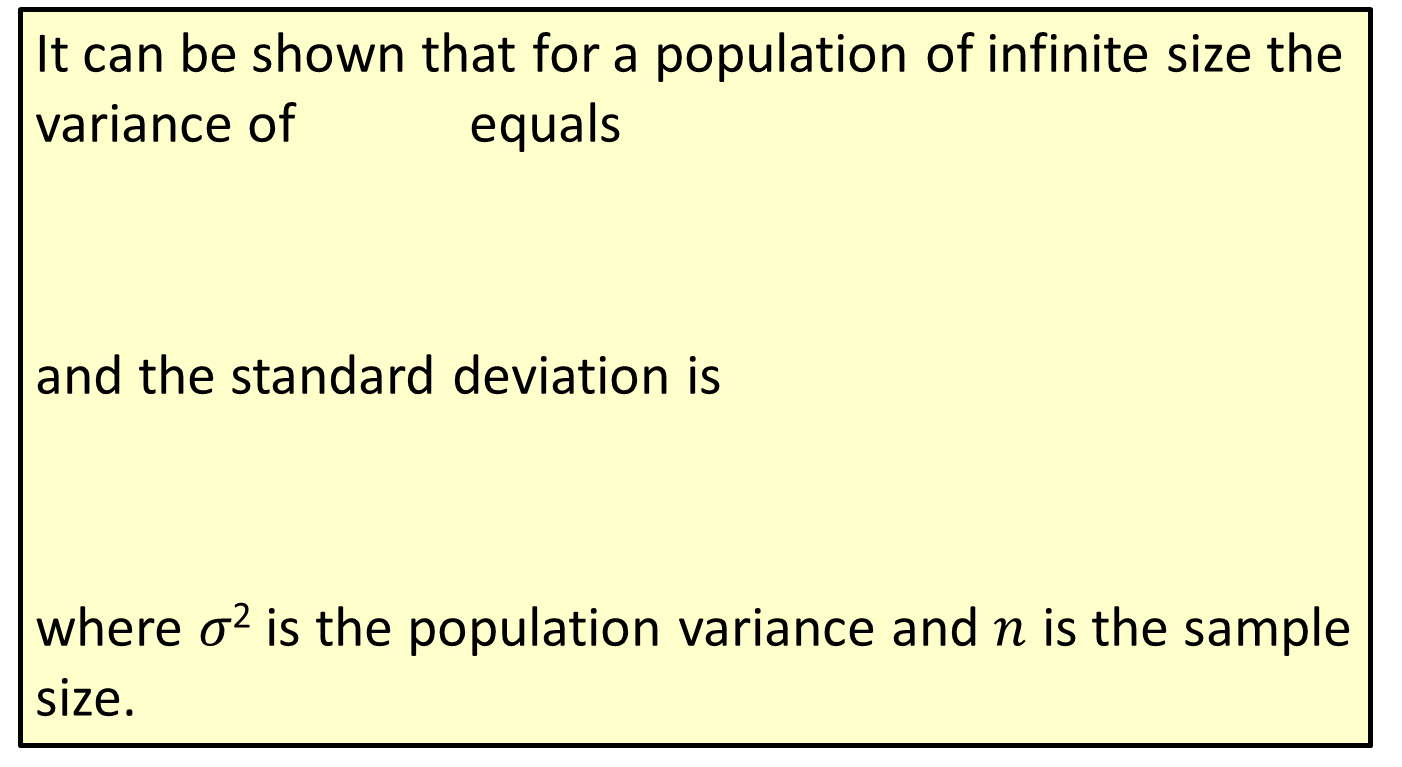 It can be shown that for a population of infinite size the
variance of equals
and the standard deviation is
where 𝜎² is the population variance and 𝑛 is the sample
size.